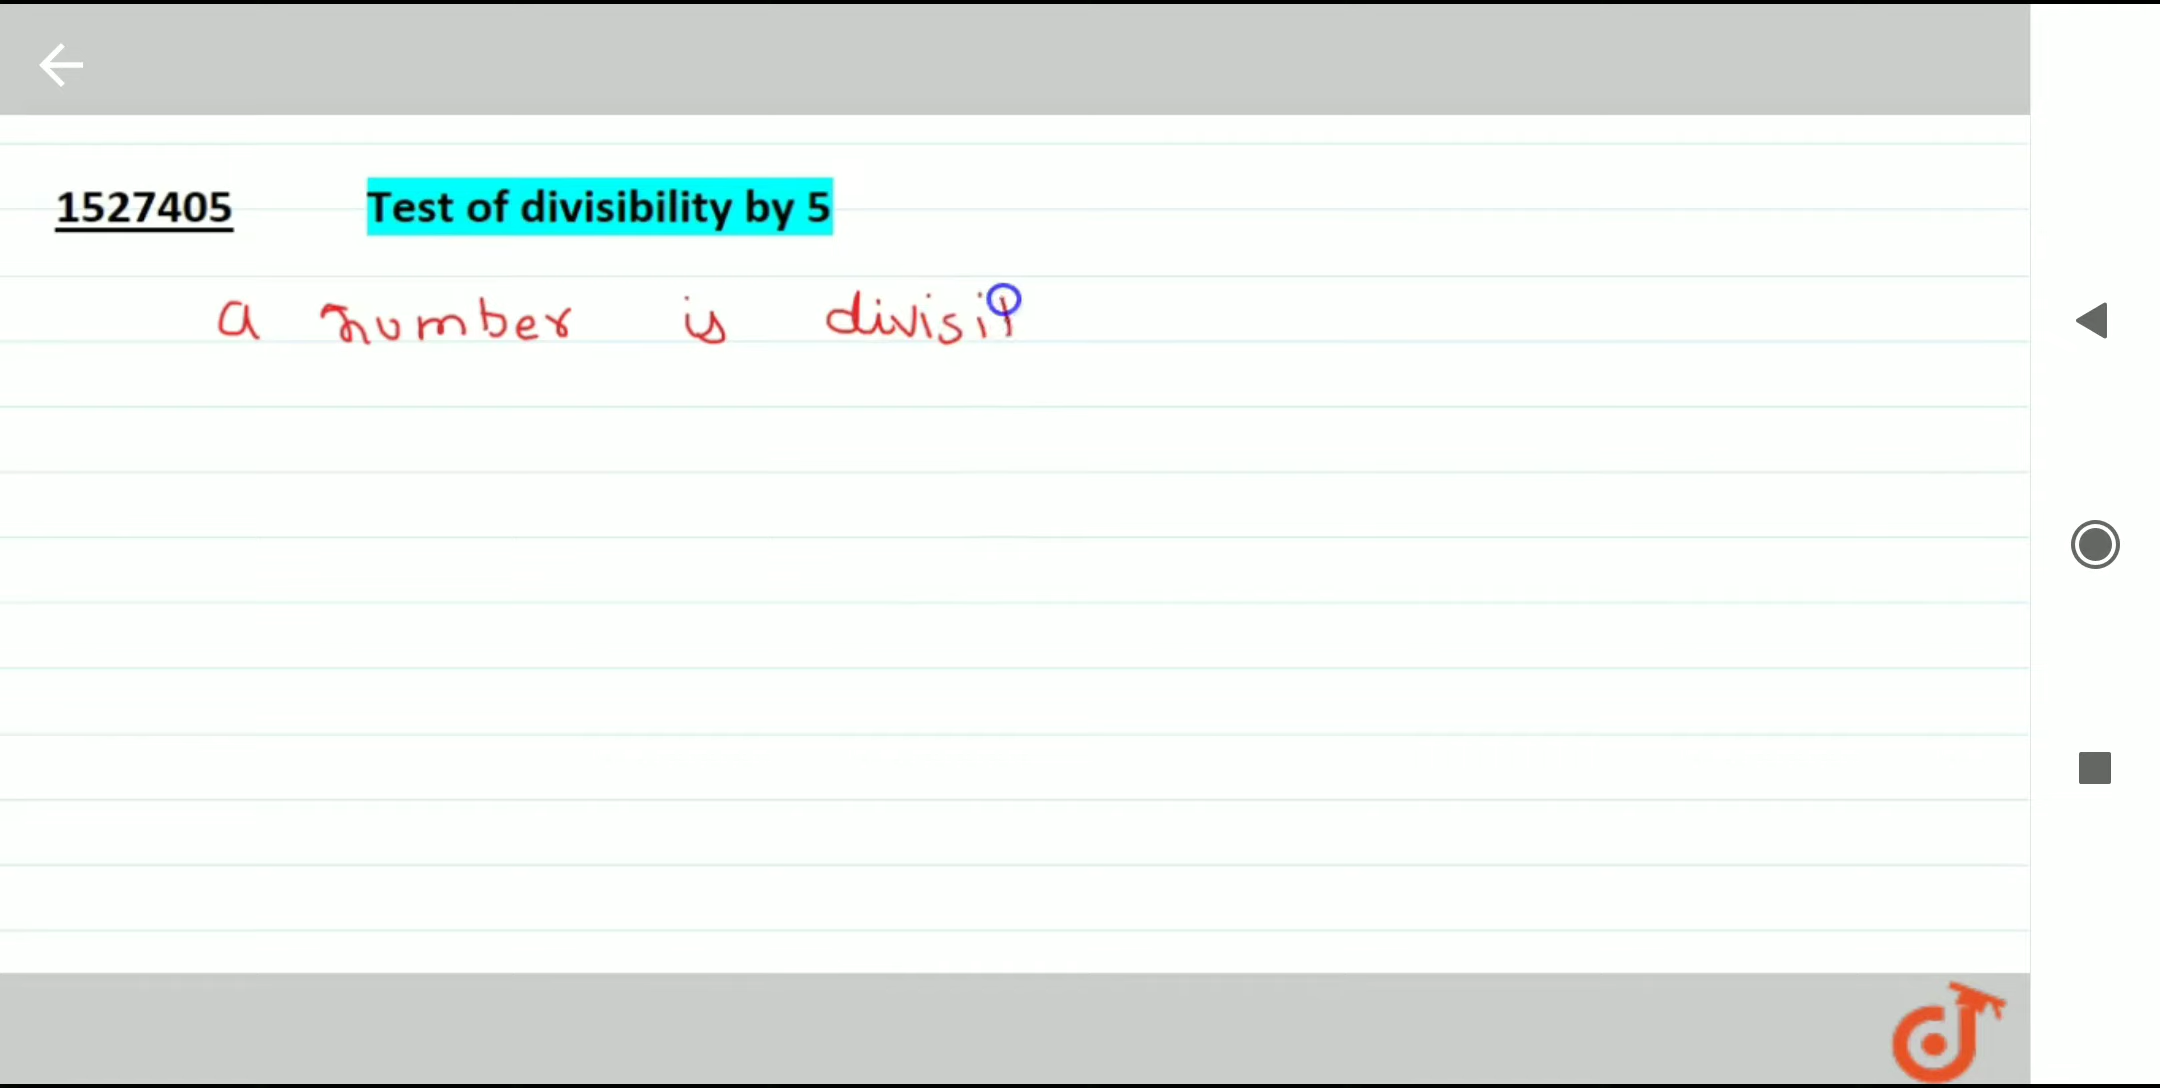 1527405 Test of divisibility by 5
a number is divisi